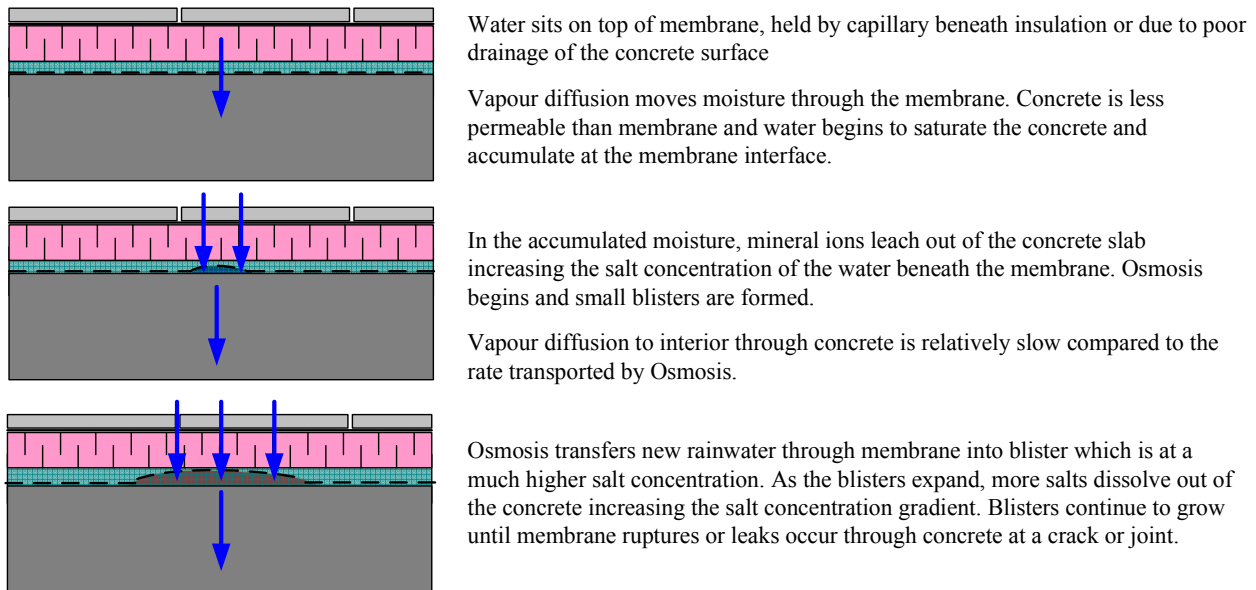 Water sits on top of membrane, held by capillary beneath insulation or due to poor
drainage of the concrete surface
Vapour diffusion moves moisture through the membrane. Concrete is less
permeable than membrane and water begins to saturate the concrete and
accumulate at the membrane interface.
In the accumulated moisture, mineral ions leach out of the concrete slab
increasing the salt concentration of the water beneath the membrane. Osmosis
begins and small blisters are formed.
Vapour diffusion to interior through concrete is relatively slow compared to the
rate transported by Osmosis.
Osmosis transfers new rainwater through membrane into blister which is at a
much higher salt concentration. As the blisters expand, more salts dissolve out of
the concrete increasing the salt concentration gradient. Blisters continue to grow
until membrane ruptures or leaks occur through concrete at a crack or joint.